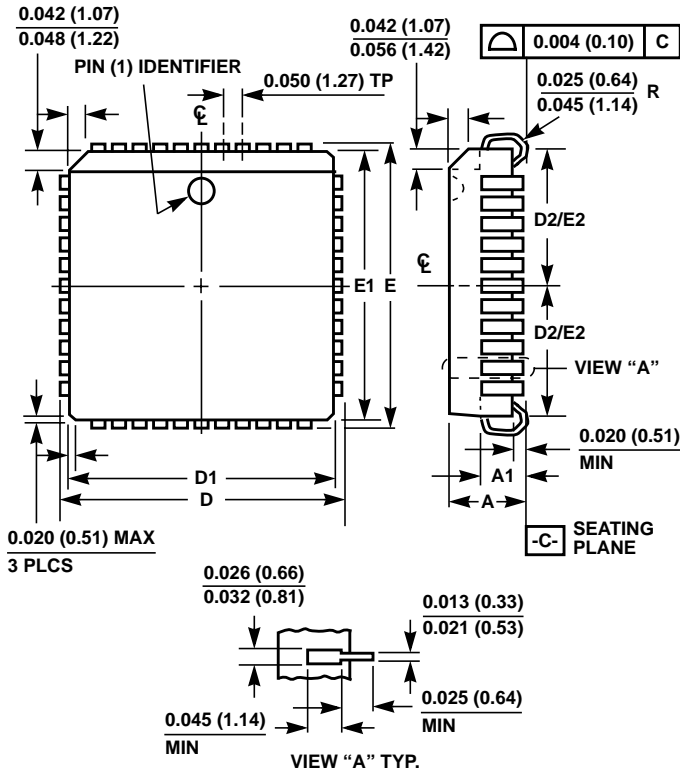 0.042 (1.07)
0.048 (1.22)
PIN (1) IDENTIFIER
0.050 (1.27) TP
℄
0.042 (1.07)
0.056 (1.42)
⌓ 0.004 (0.10) C
0.025 (0.64)
0.045 (1.14)
R
℄
D2/E2
D2/E2
E1
E
VIEW “A”
D1
D
0.020 (0.51) MAX
3 PLCS
0.020 (0.51)
MIN
A1
A
-C-
SEATING
PLANE
0.026 (0.66)
0.032 (0.81)
0.013 (0.33)
0.021 (0.53)
0.025 (0.64)
MIN
0.045 (1.14)
MIN
VIEW “A” TYP.